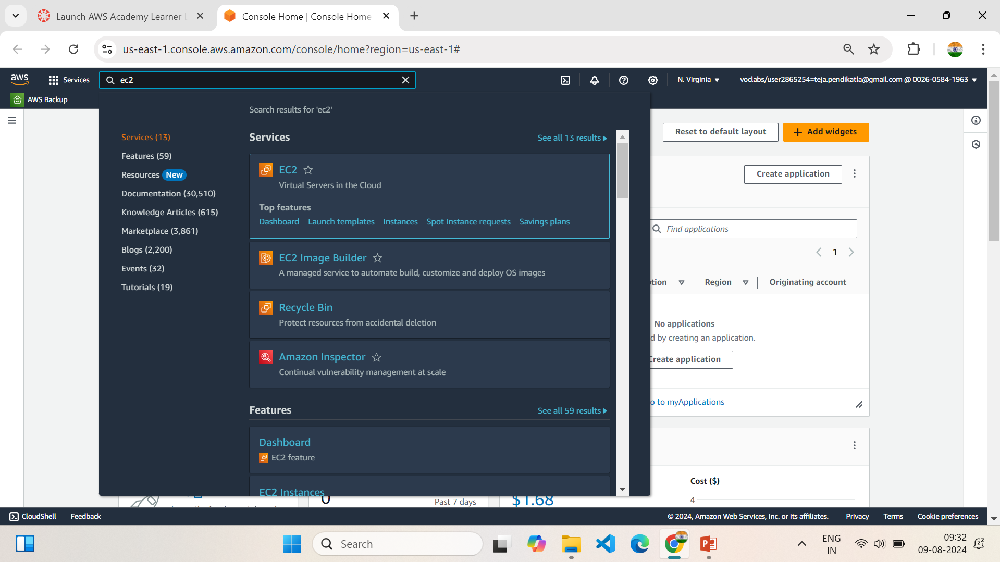 Launch AWS Academy Learner
Console Home | Console Home
us-east-1.console.aws.amazon.com/console/home?region=us-east-1#
aws
Services
ec2
N. Virginia
voclabs/user2865254=teja.pendikatla@gmail.com @ 0026-0584-1963
AWS Backup
Search results for 'ec2'
Services (13)
Features (59)
Resources New
Documentation (30,510)
Knowledge Articles (615)
Marketplace (3,861)
Blogs (2,200)
Events (32)
Tutorials (19)
Services
See all 13 results
EC2
Virtual Servers in the Cloud
Top features
Dashboard Launch templates Instances Spot Instance requests Savings plans
EC2 Image Builder
A managed service to automate build, customize and deploy OS images
Recycle Bin
Protect resources from accidental deletion
Amazon Inspector
Continual vulnerability management at scale
Features
See all 59 results
Dashboard
EC2 feature
EC2 Instances
Reset to default layout
Add widgets
Create application
Find applications
1
Region
Originating account
No applications
d by creating an application.
Create application
o to myApplications
0
Past 7 days
$1.68
Cost ($)
4
CloudShell
Feedback
© 2024, Amazon Web Services, Inc. or its affiliates.
Privacy
Terms
Cookie preferences
Search
ENG
IN
09:32
09-08-2024